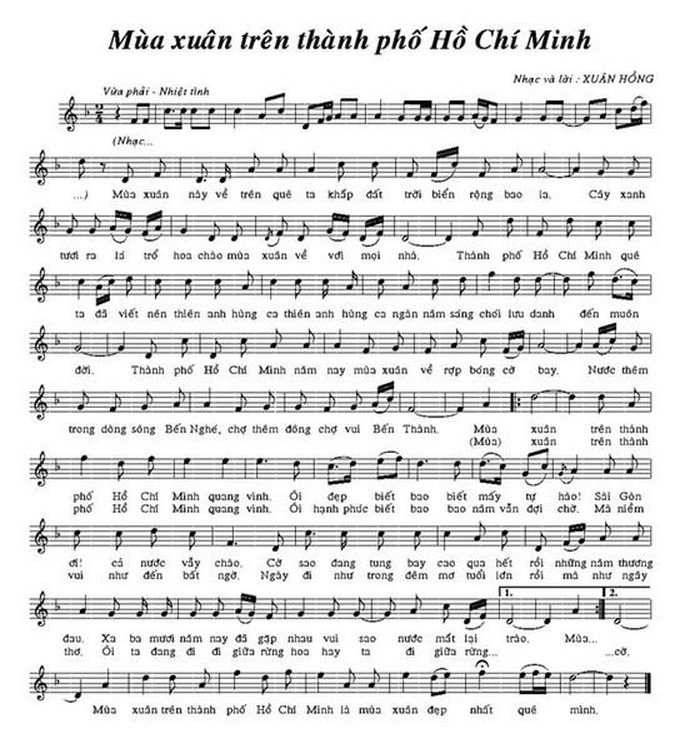 Mùa xuân trên thành phố Hồ Chí Minh
Nhạc và lời : XUÂN HỒNG
Vừa phải - Nhiệt tình
2
4
(Nhạc...
...) Mùa xuân này về trên quê ta khắp đất trời biển rộng bao la. Cây xanh
tươi ra lá trổ hoa chào mùa xuân về với mọi nhà. Thành phố Hồ Chí Minh quê
ta đã viết nên thiên anh hùng ca thiên anh hùng ca ngàn năm sáng chói lưu danh đến muôn
đời. Thành phố Hồ Chí Minh năm nay mùa xuân về rợp bóng cờ bay. Nước thêm
trong dòng sông Bến Nghé, chợ thêm đông chợ vui Bến Thành. Mùa xuân trên thành
(Mùa) xuân trên thành
phố Hồ Chí Minh quang vinh. Ôi đẹp biết bao biết mấy tự hào! Sài Gòn
phố Hồ Chí Minh quang vinh. Ôi hạnh phúc biết bao bao năm vẫn đợi chờ. Mà niềm
ơi! cả nước vẫy chào. Cờ sao đang tung bay cao qua hết rồi những năm thương
vui như đến bất ngờ. Ngày đi như trong đêm mơ tuổi lớn rồi mà như ngây
đau. Xa ba mươi năm nay đã gặp nhau vui sao nước mắt lại trào. Mùa...
thơ. Ôi ta đang đi đi giữa rừng hoa hay ta đi giữa rừng... ...cờ.
1. 2.
Mùa xuân trên thành phố Hồ Chí Minh là mùa xuân đẹp nhất quê mình.